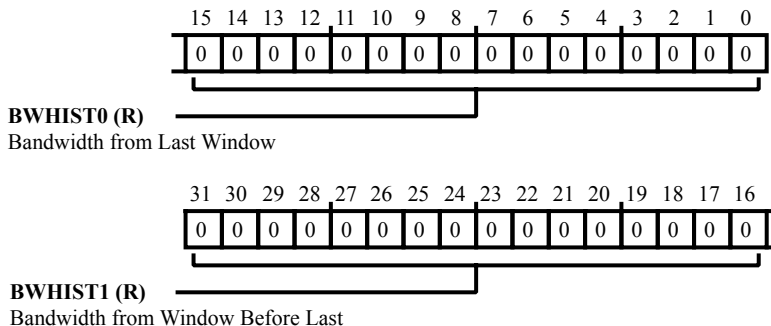 15 14 13 12 11 10 9 8 7 6 5 4 3 2 1 0
0 0 0 0 0 0 0 0 0 0 0 0 0 0 0 0
BWHIST0 (R)
Bandwidth from Last Window
31 30 29 28 27 26 25 24 23 22 21 20 19 18 17 16
0 0 0 0 0 0 0 0 0 0 0 0 0 0 0 0
BWHIST1 (R)
Bandwidth from Window Before Last